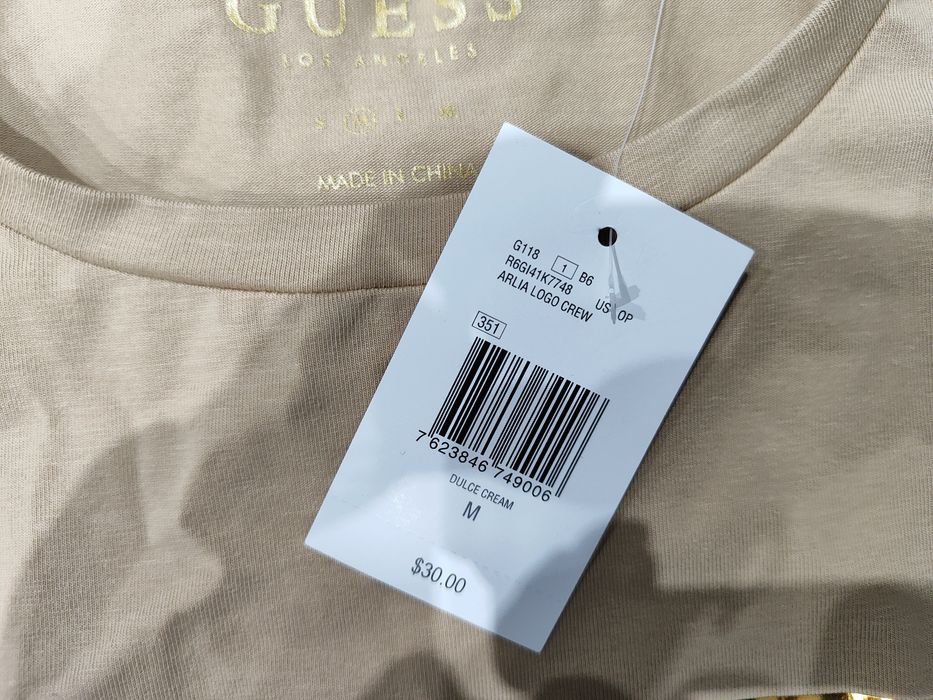 GUESS
LOS ANGELES
S M L XL
MADE IN CHINA
G118 1 B6
R6GI41K7748 US OP
ARLIA LOGO CREW
351
7 623846 749006
DULCE CREAM
M
$30.00